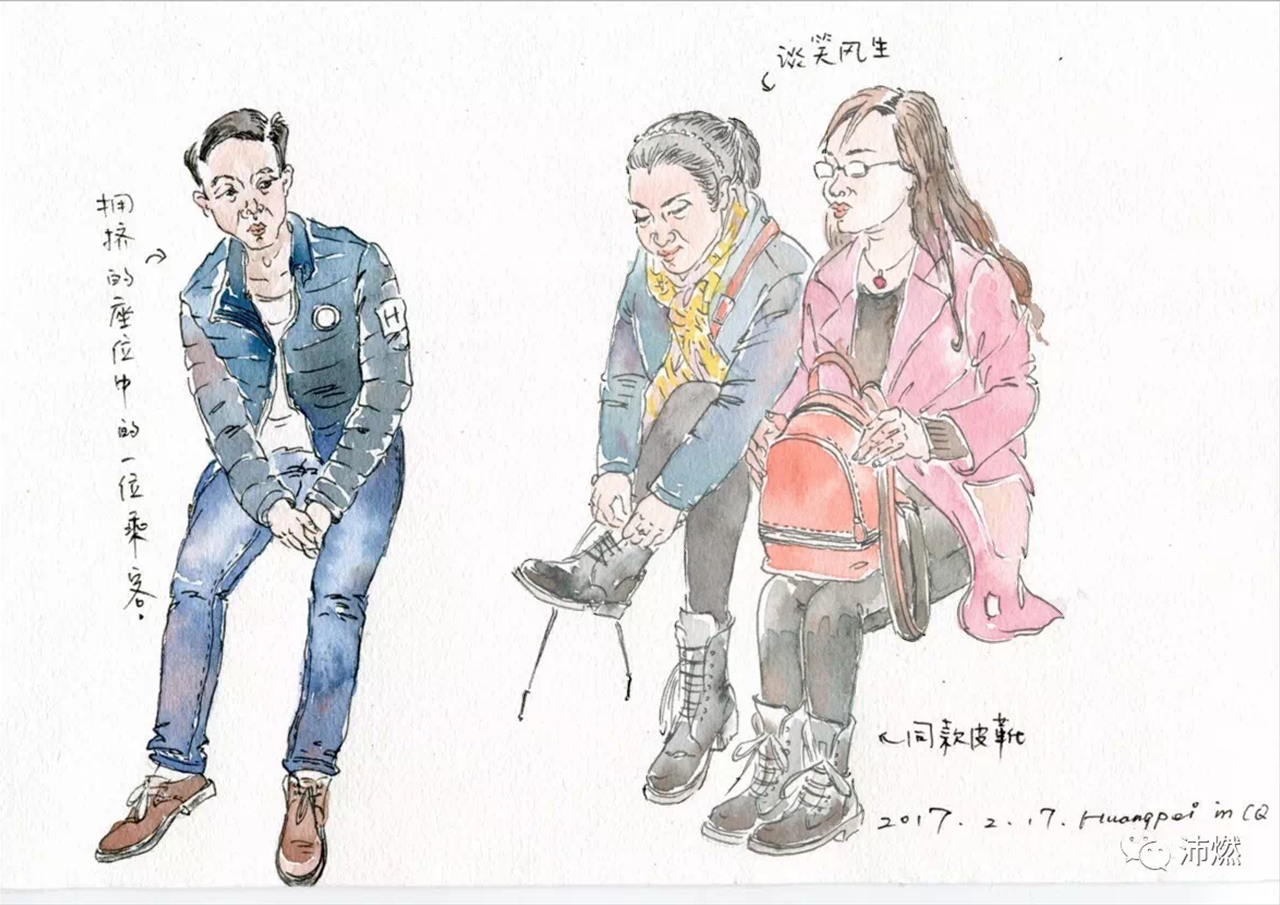 谈笑风生
拥挤的座位中的一位乘客。
H
同款皮靴
2017.2.17. Huangpei in CQ
沛燃